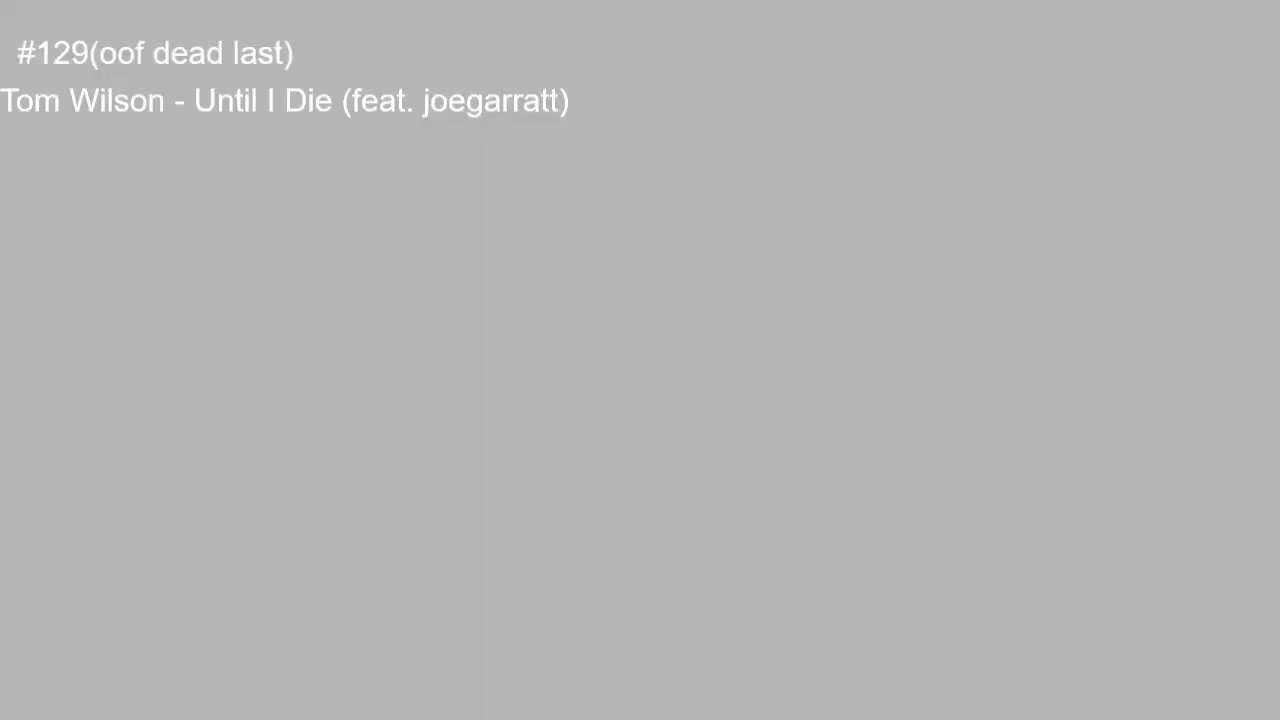 #129(oof dead last)
Tom Wilson - Until I Die (feat. joegarratt)